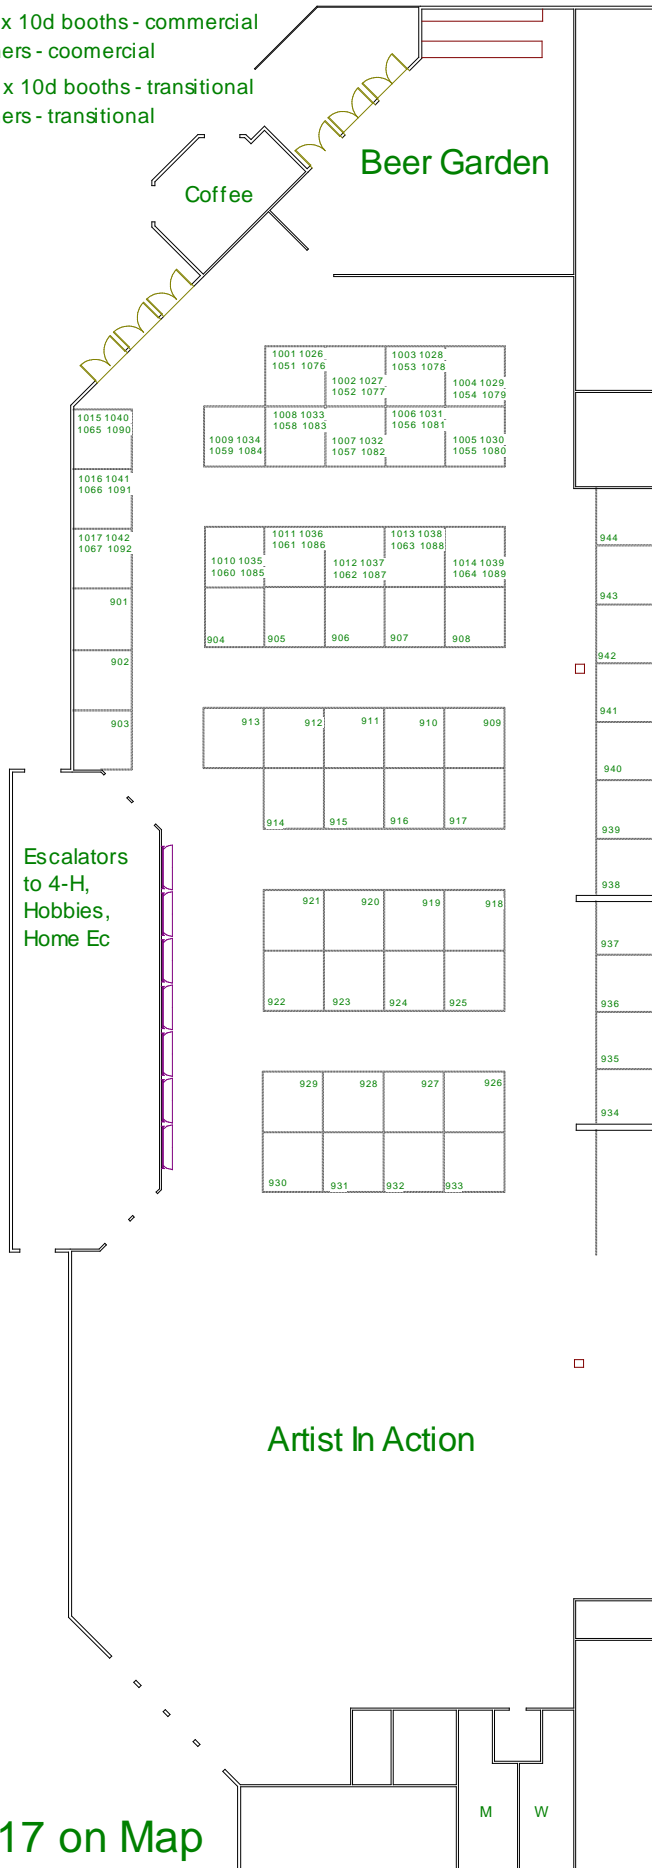 x 10d booths - commercial
ers - coomercial
x 10d booths - transitional
ers - transitional
Beer Garden
Coffee
1001 1026
1051 1076
1003 1028
1053 1078
1002 1027
1052 1077
1004 1029
1054 1079
1015 1040
1065 1090
1008 1033
1058 1083
1006 1031
1056 1081
1009 1034
1059 1084
1007 1032
1057 1082
1005 1030
1055 1080
1016 1041
1066 1091
1017 1042
1067 1092
1011 1036
1061 1086
1013 1038
1063 1088
944
1010 1035
1060 1085
1012 1037
1062 1087
1014 1039
1064 1089
901
943
904 905 906 907 908
902
942
903
913 912 911 910 909
941
940
914 915 916 917
939
Escalators
to 4-H,
Hobbies,
Home Ec
938
921 920 919 918
937
922 923 924 925
936
935
929 928 927 926
934
930 931 932 933
Artist In Action
M W
17 on Map